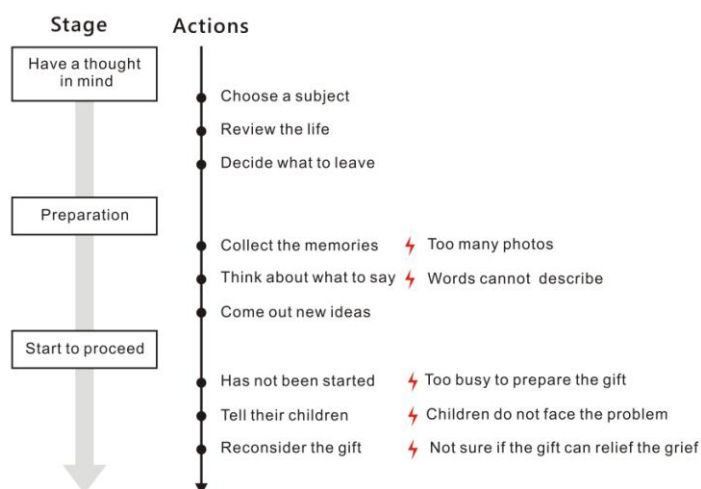 Stage Actions
Have a thought
in mind
Choose a subject
Review the life
Decide what to leave
Preparation
Collect the memories Too many photos
Think about what to say Words cannot describe
Come out new ideas
Start to proceed
Has not been started Too busy to prepare the gift
Tell their children Children do not face the problem
Reconsider the gift Not sure if the gift can relief the grief